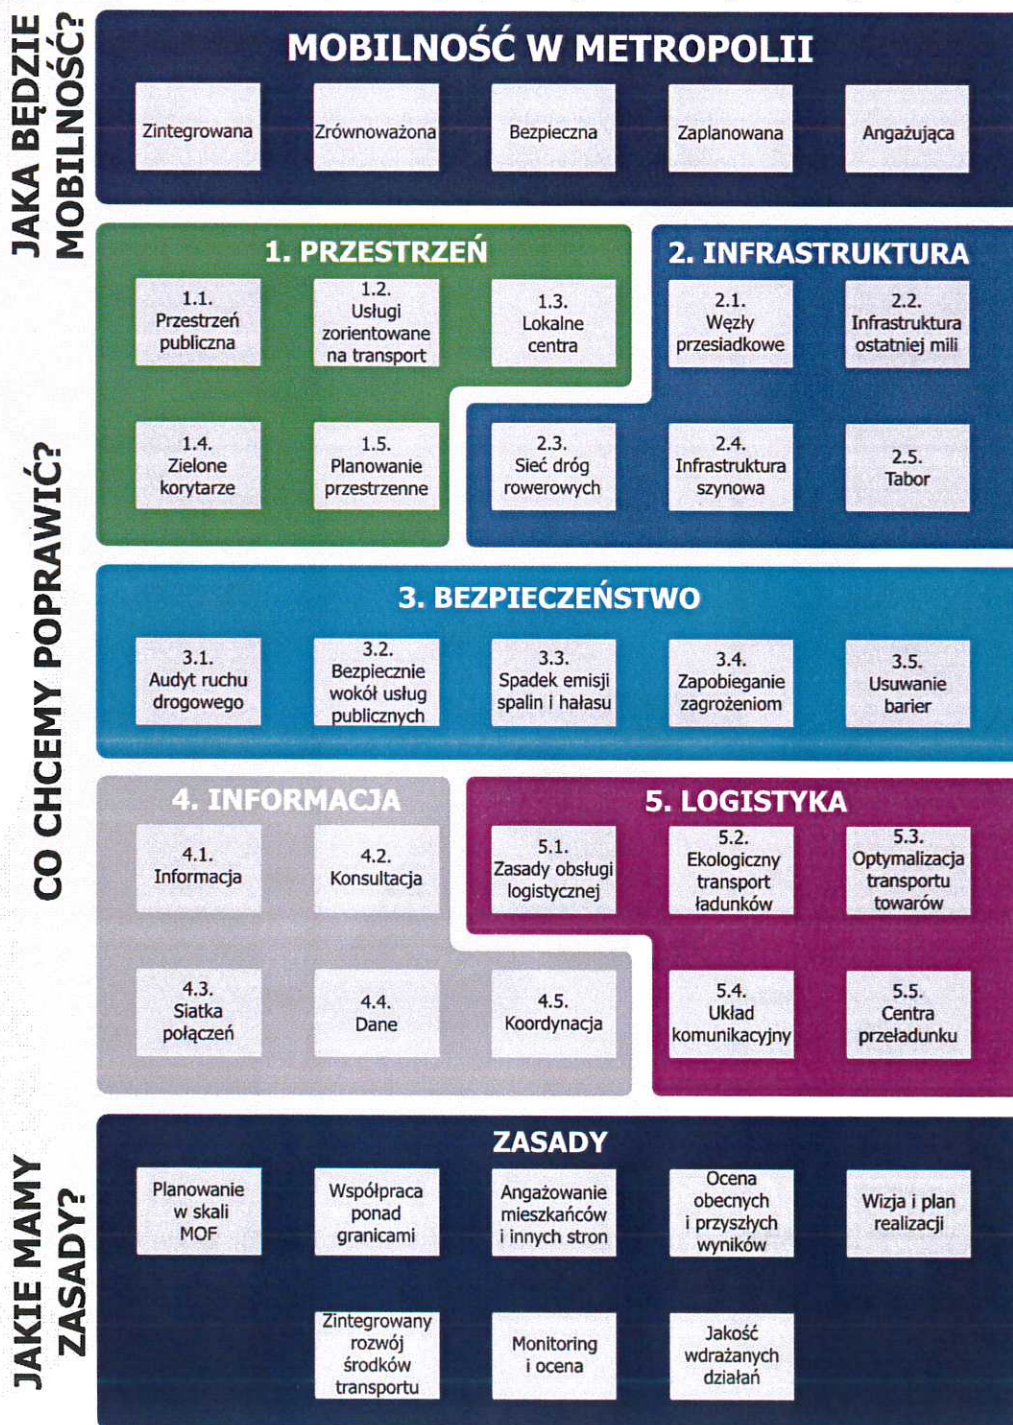 JAKA BĘDZIE
MOBILNOŚĆ?
MOBILNOŚĆ W METROPOLII
Zintegrowana
Zrównoważona
Bezpieczna
Zaplanowana
Angażująca
CO CHCEMY POPRAWIĆ?
1. PRZESTRZEŃ
1.1.
Przestrzeń
publiczna
1.2.
Usługi
zorientowane
na transport
1.3.
Lokalne
centra
1.4.
Zielone
korytarze
1.5.
Planowanie
przestrzenne
2. INFRASTRUKTURA
2.1.
Węzły
przesiadkowe
2.2.
Infrastruktura
ostatniej mili
2.3.
Sieć dróg
rowerowych
2.4.
Infrastruktura
szynowa
2.5.
Tabor
3. BEZPIECZEŃSTWO
3.1.
Audyt ruchu
drogowego
3.2.
Bezpiecznie
wokół usług
publicznych
3.3.
Spadek emisji
spalin i hałasu
3.4.
Zapobieganie
zagrożeniom
3.5.
Usuwanie
barier
4. INFORMACJA
4.1.
Informacja
4.2.
Konsultacja
4.3.
Siatka
połączeń
4.4.
Dane
4.5.
Koordynacja
5. LOGISTYKA
5.1.
Zasady obsługi
logistycznej
5.2.
Ekologiczny
transport
ładunków
5.3.
Optymalizacja
transportu
towarów
5.4.
Układ
komunikacyjny
5.5.
Centra
przeładunku
JAKIE MAMY
ZASADY?
ZASADY
Planowanie
w skali
MOF
Współpraca
ponad
granicami
Angażowanie
mieszkańców
i innych stron
Ocena
obecnych
i przyszłych
wyników
Wizja i plan
realizacji
Zintegrowany
rozwój
środków
transportu
Monitoring
i ocena
Jakość
wdrażanych
działań